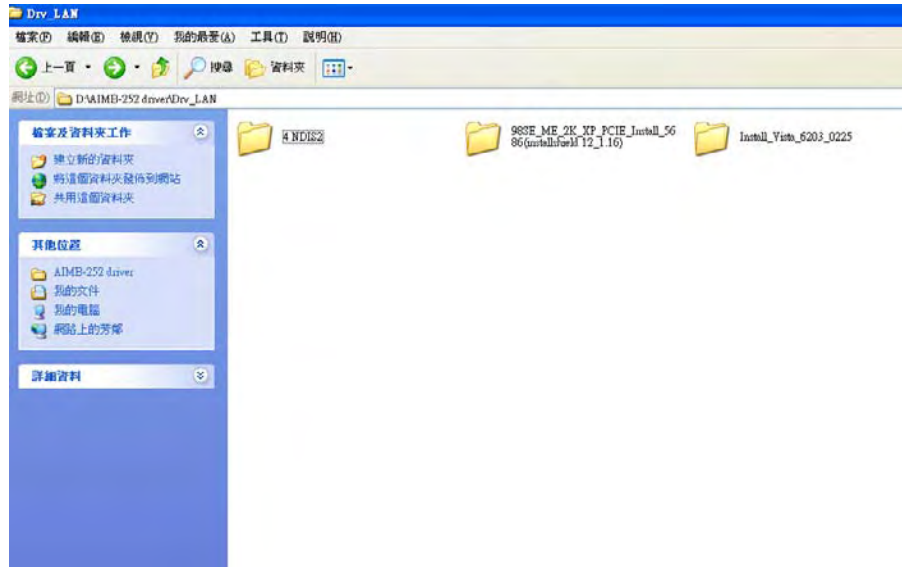 Drv_LAN
檔案(F) 編輯(E) 檢視(V) 我的最愛(A) 工具(T) 說明(H)
上一頁 搜尋 資料夾
網址(D) D:\AIMB-252 driver\Drv_LAN
檔案及資料夾工作
建立新的資料夾
將這個資料夾發佈到網站
共用這個資料夾
其他位置
AIMB-252 driver
我的文件
我的電腦
網路上的芳鄰
詳細資料
4 NDIS2
98SE_ME_2K_XP_PCIE_Install_56
86(installshield 12_1.16)
Install_Vista_6203_0225